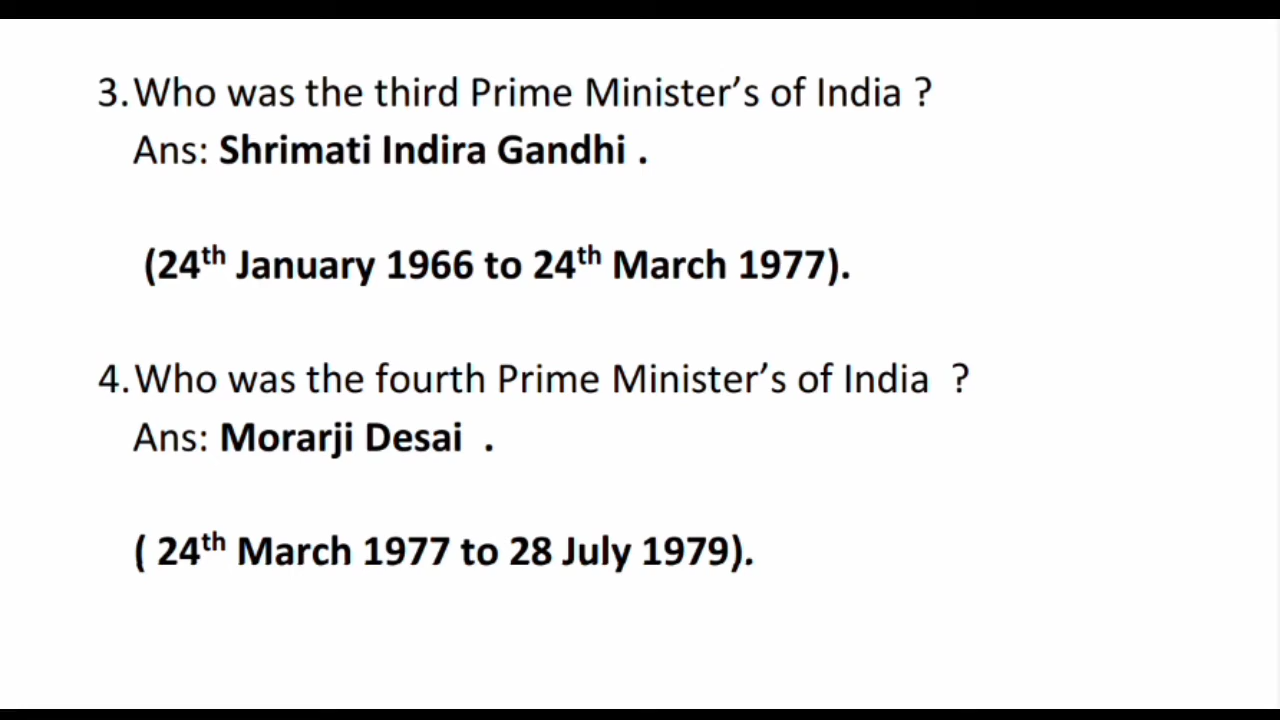 3. Who was the third Prime Minister’s of India ?
Ans: Shrimati Indira Gandhi .
(24th January 1966 to 24th March 1977).
4. Who was the fourth Prime Minister’s of India ?
Ans: Morarji Desai .
( 24th March 1977 to 28 July 1979).